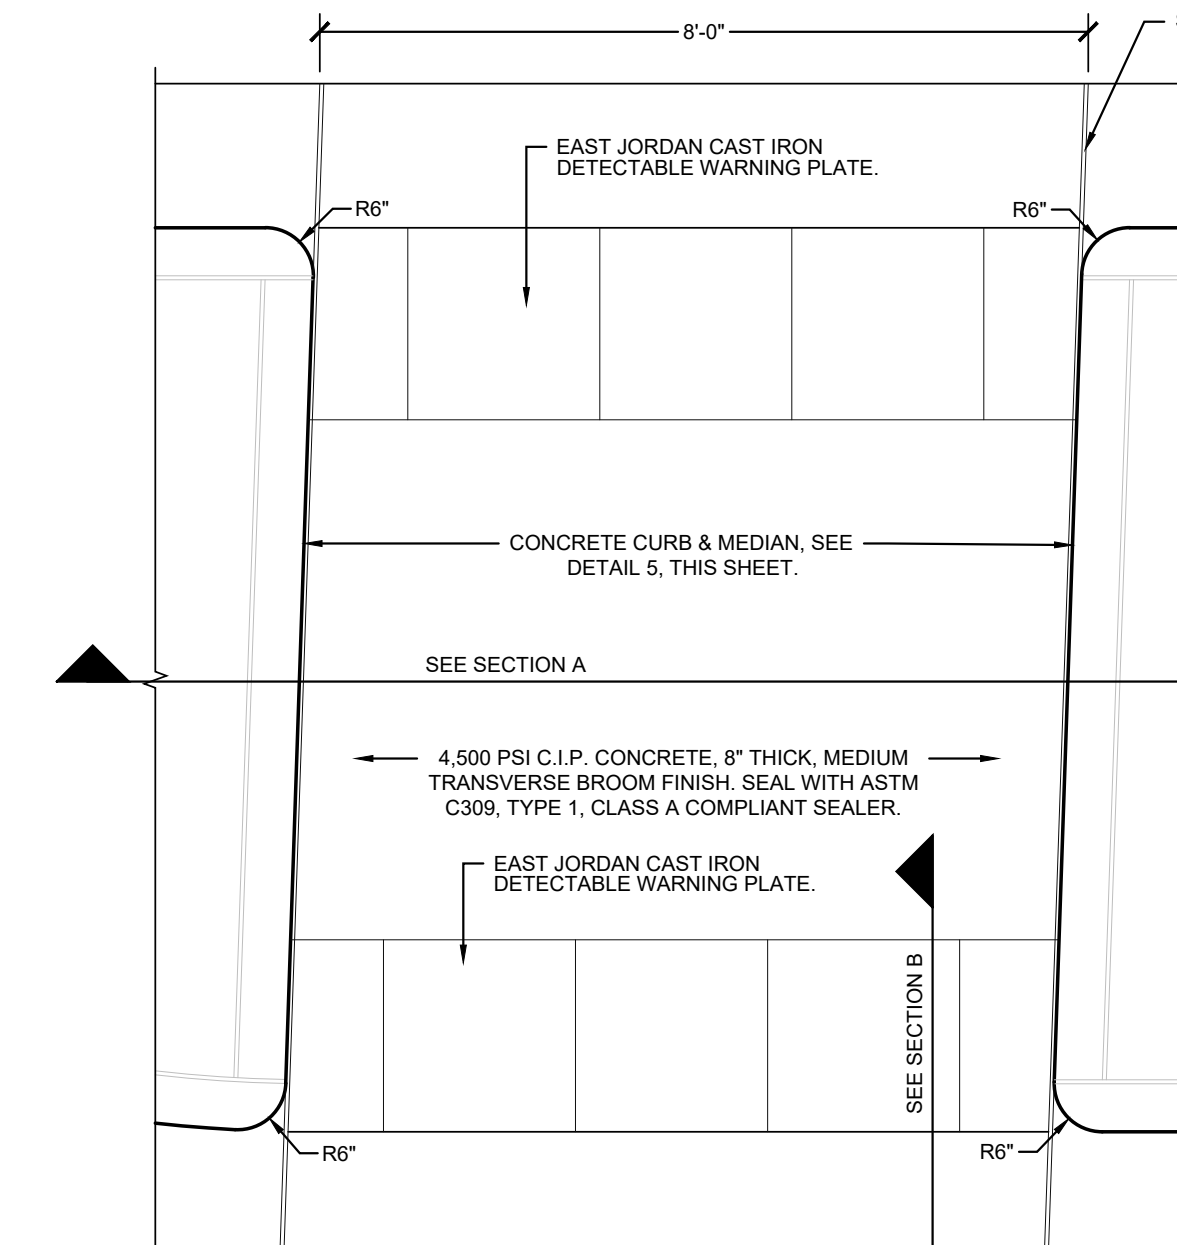 8'-0"
EAST JORDAN CAST IRON
DETECTABLE WARNING PLATE.
R6"
R6"
CONCRETE CURB & MEDIAN, SEE
DETAIL 5, THIS SHEET.
SEE SECTION A
4,500 PSI C.I.P. CONCRETE, 8" THICK, MEDIUM
TRANSVERSE BROOM FINISH. SEAL WITH ASTM
C309, TYPE 1, CLASS A COMPLIANT SEALER.
EAST JORDAN CAST IRON
DETECTABLE WARNING PLATE.
SEE SECTION B
R6"
R6"